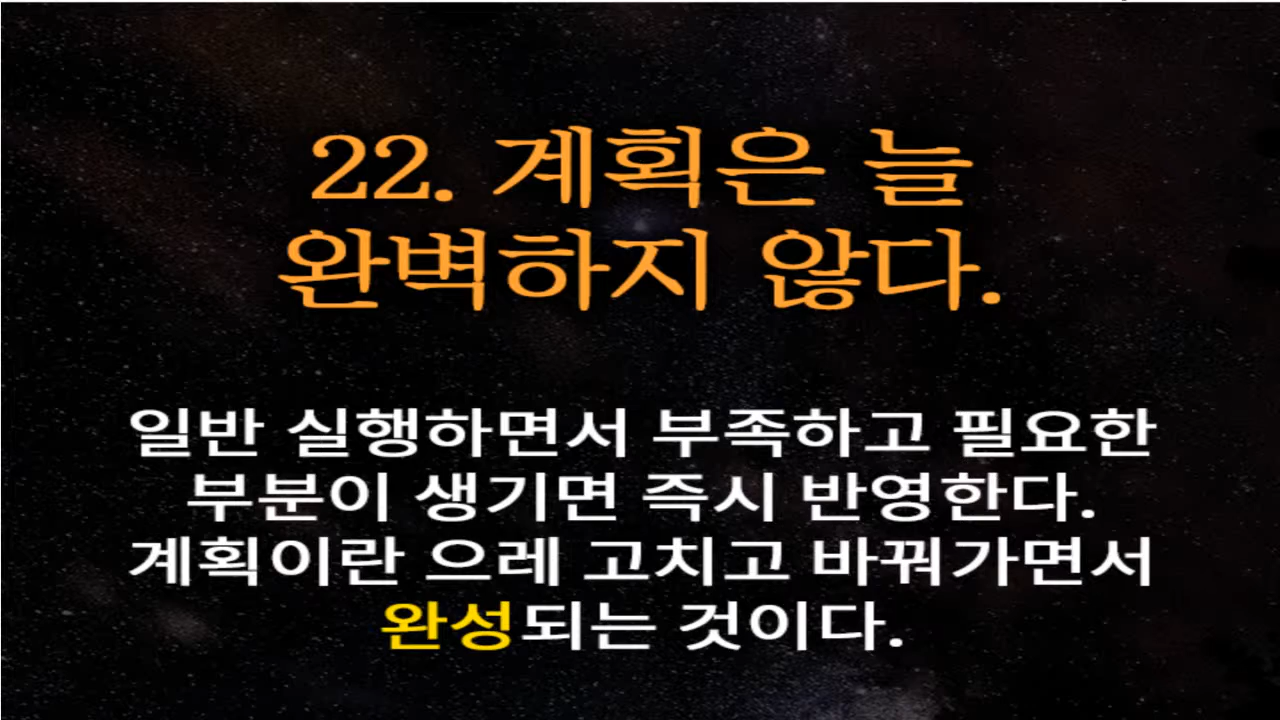 22. 계획은 늘
완벽하지 않다.
일반 실행하면서 부족하고 필요한
부분이 생기면 즉시 반영한다.
계획이란 으레 고치고 바꿔가면서
완성되는 것이다.